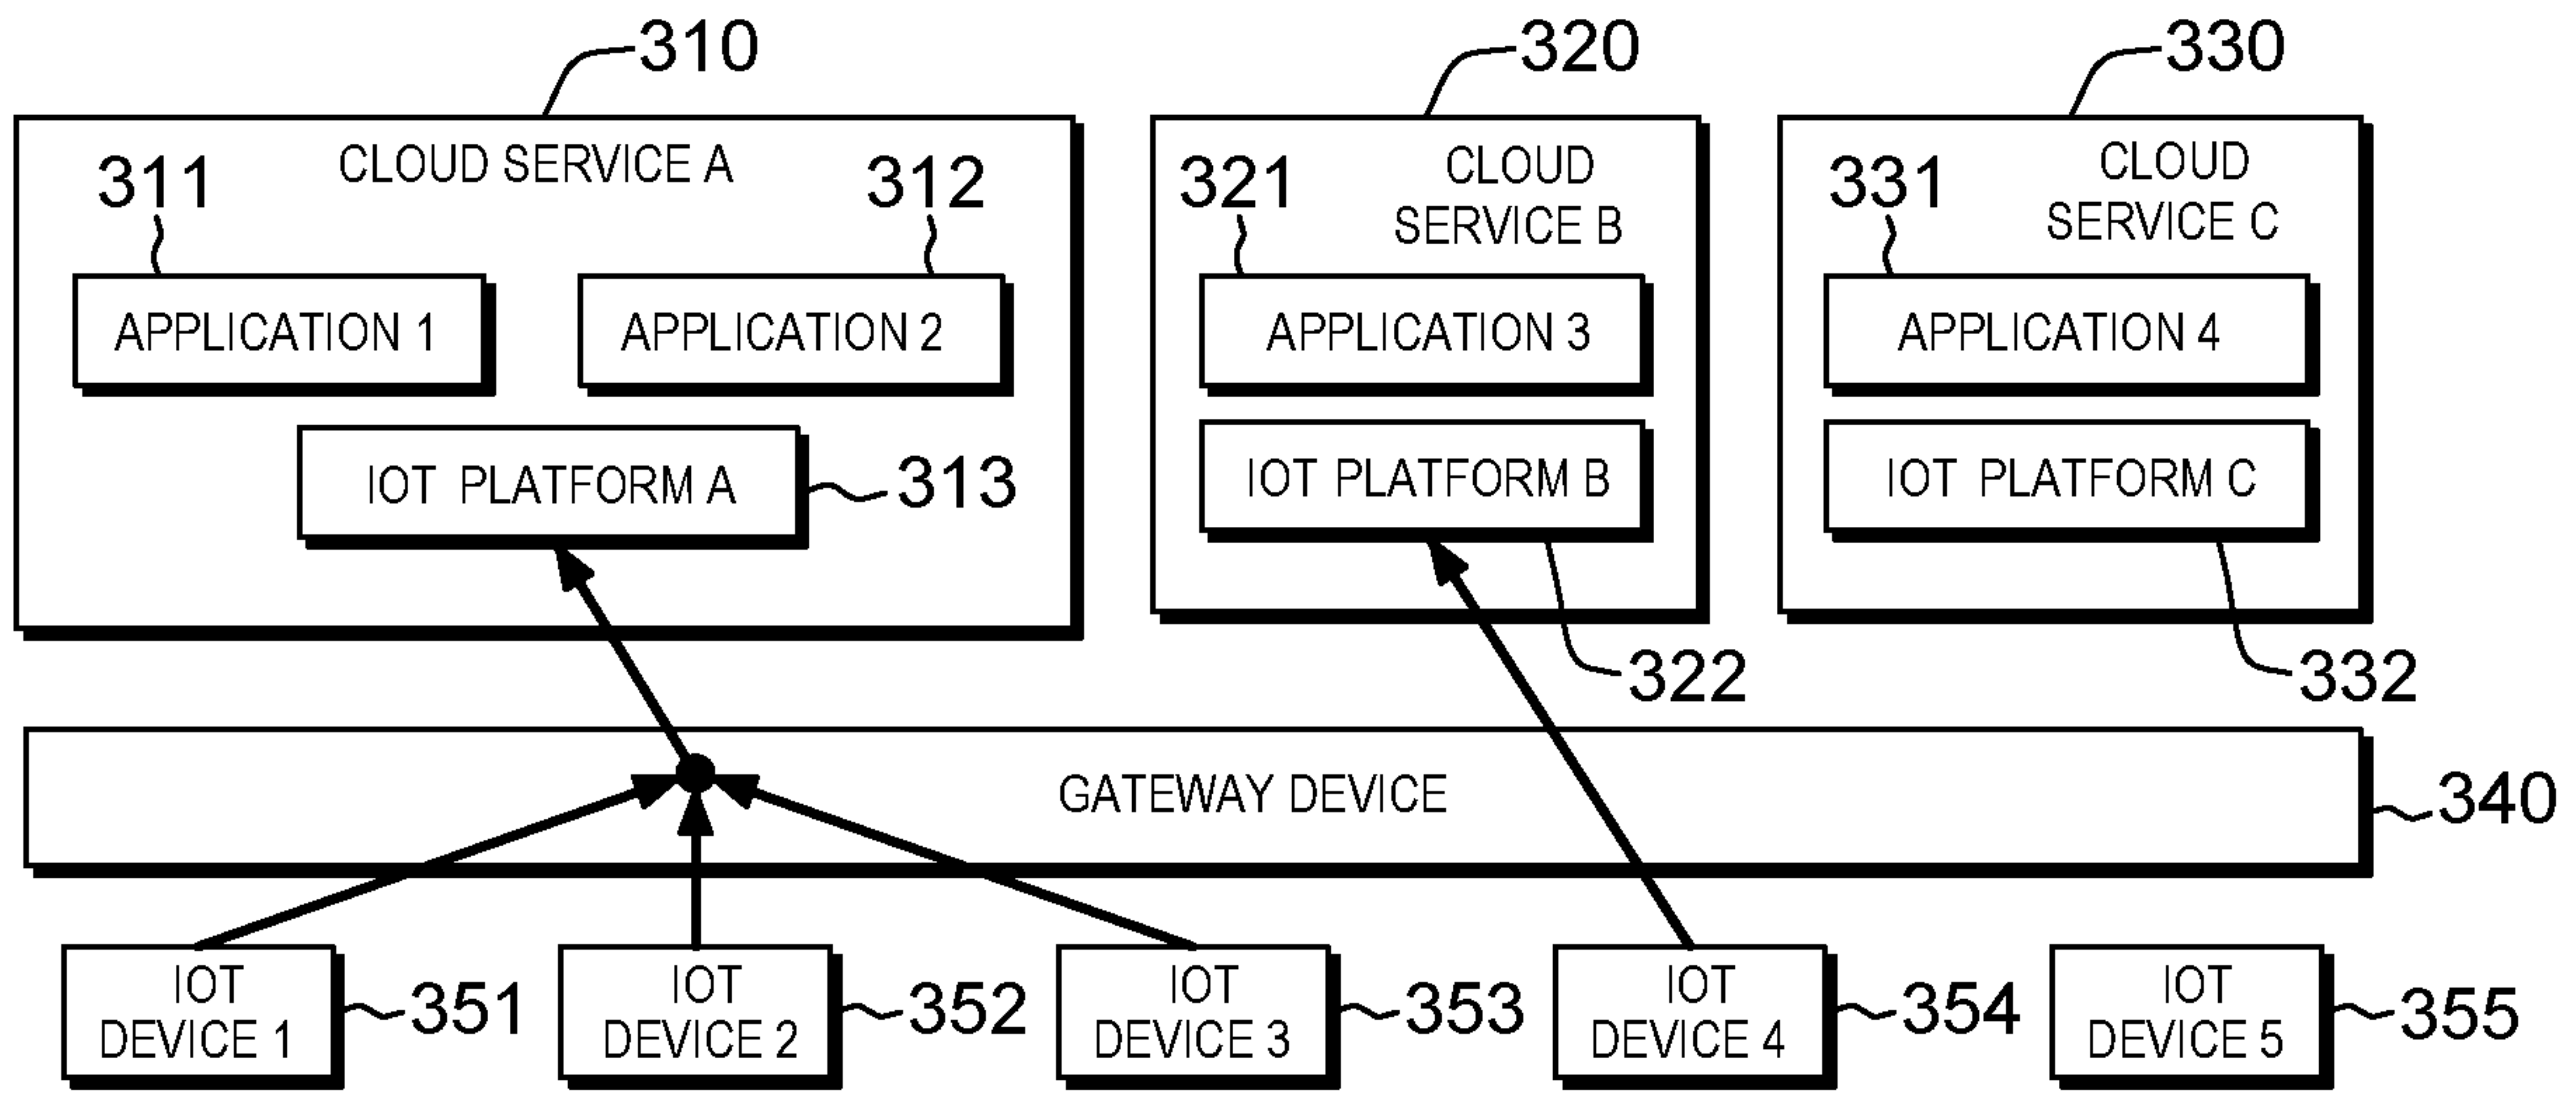 310
320
330
CLOUD SERVICE A
311
312
APPLICATION 1
APPLICATION 2
IOT PLATFORM A
313
CLOUD
SERVICE B
321
APPLICATION 3
IOT PLATFORM B
322
CLOUD
SERVICE C
331
APPLICATION 4
IOT PLATFORM C
332
GATEWAY DEVICE
340
IOT
DEVICE 1
351
IOT
DEVICE 2
352
IOT
DEVICE 3
353
IOT
DEVICE 4
354
IOT
DEVICE 5
355